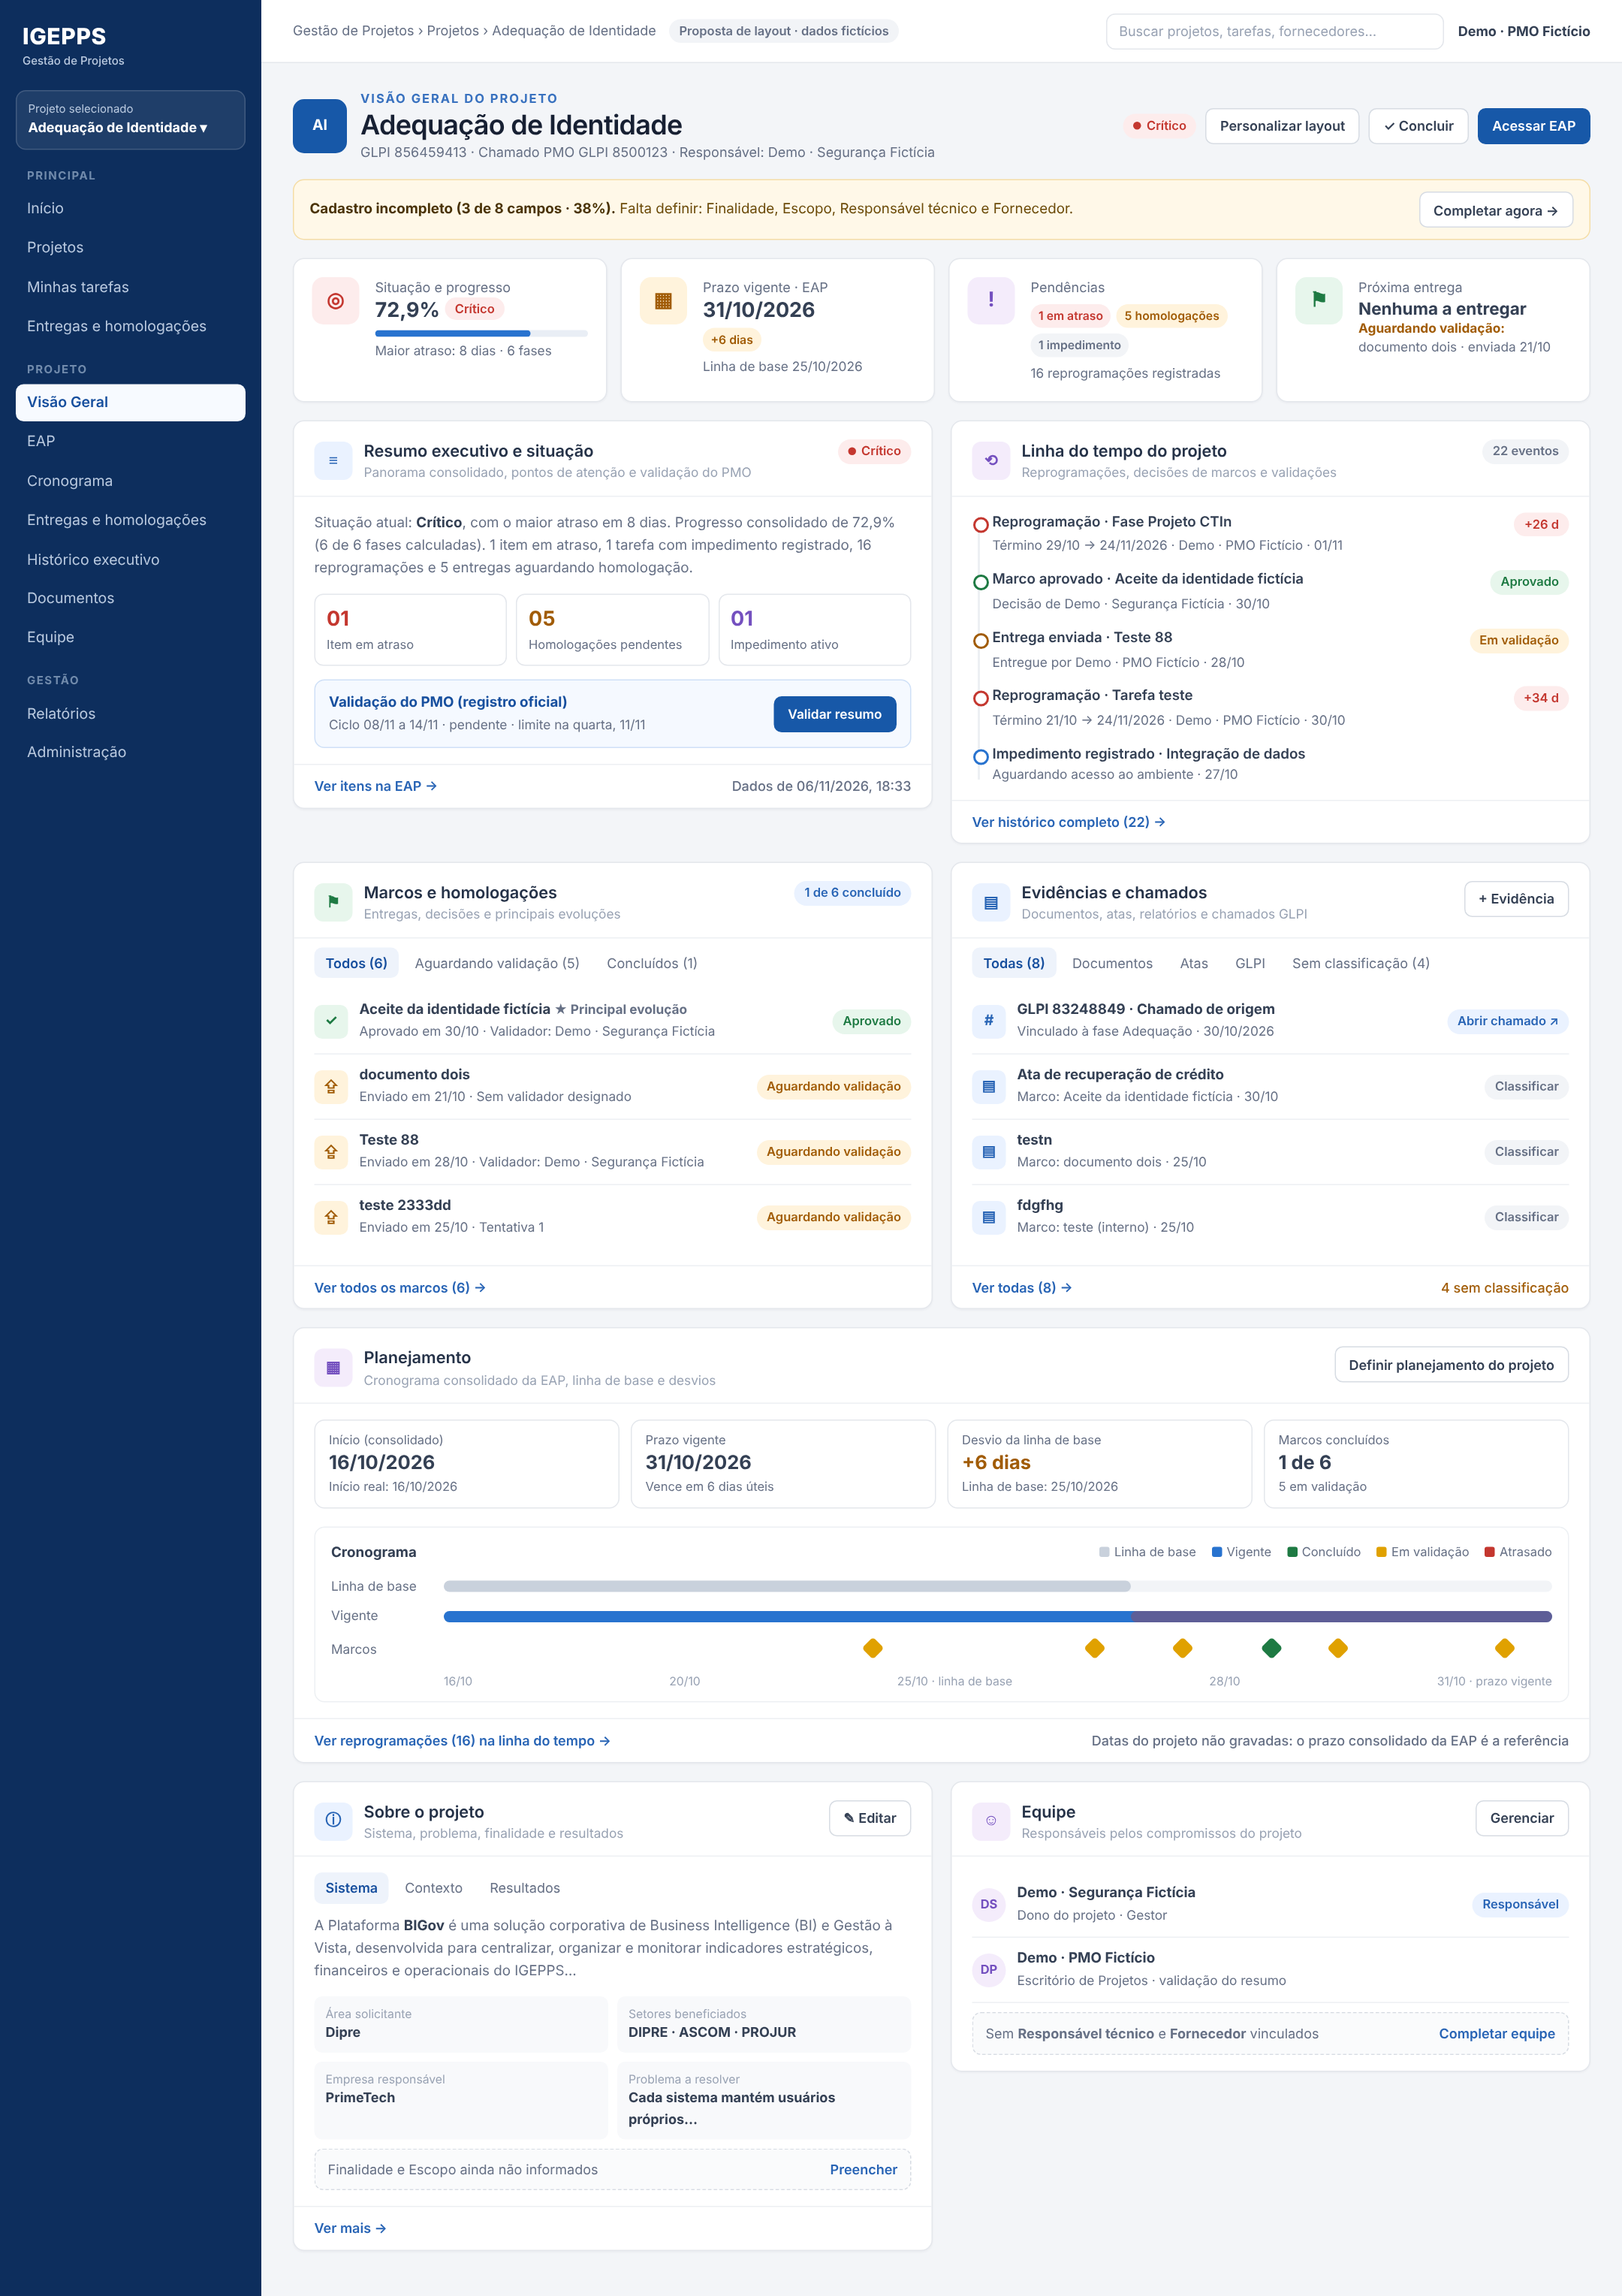 IGEPPS
Gestão de Projetos
Projeto selecionado
Adequação de Identidade ▾
PRINCIPAL
Início
Projetos
Minhas tarefas
Entregas e homologações
PROJETO
Visão Geral
EAP
Cronograma
Entregas e homologações
Histórico executivo
Documentos
Equipe
GESTÃO
Relatórios
Administração
Gestão de Projetos › Projetos › Adequação de Identidade
Proposta de layout · dados fictícios
Buscar projetos, tarefas, fornecedores...
Demo · PMO Fictício
AI
VISÃO GERAL DO PROJETO
Adequação de Identidade
GLPI 856459413 · Chamado PMO GLPI 8500123 · Responsável: Demo · Segurança Fictícia
Crítico
Personalizar layout
✓ Concluir
Acessar EAP
Cadastro incompleto (3 de 8 campos · 38%). Falta definir: Finalidade, Escopo, Responsável técnico e Fornecedor.
Completar agora →
Situação e progresso
72,9% Crítico
Maior atraso: 8 dias · 6 fases
Prazo vigente · EAP
31/10/2026
+6 dias
Linha de base 25/10/2026
!
Pendências
1 em atraso
5 homologações
1 impedimento
16 reprogramações registradas
Próxima entrega
Nenhuma a entregar
Aguardando validação:
documento dois · enviada 21/10
Resumo executivo e situação
Panorama consolidado, pontos de atenção e validação do PMO
Crítico
Situação atual: Crítico, com o maior atraso em 8 dias. Progresso consolidado de 72,9%
(6 de 6 fases calculadas). 1 item em atraso, 1 tarefa com impedimento registrado, 16
reprogramações e 5 entregas aguardando homologação.
01
Item em atraso
05
Homologações pendentes
01
Impedimento ativo
Validação do PMO (registro oficial)
Ciclo 08/11 a 14/11 · pendente · limite na quarta, 11/11
Validar resumo
Ver itens na EAP →
Dados de 06/11/2026, 18:33
Linha do tempo do projeto
Reprogramações, decisões de marcos e validações
22 eventos
Reprogramação · Fase Projeto CTIn
Término 29/10 → 24/11/2026 · Demo · PMO Fictício · 01/11
+26 d
Marco aprovado · Aceite da identidade fictícia
Decisão de Demo · Segurança Fictícia · 30/10
Aprovado
Entrega enviada · Teste 88
Entregue por Demo · PMO Fictício · 28/10
Em validação
Reprogramação · Tarefa teste
Término 21/10 → 24/11/2026 · Demo · PMO Fictício · 30/10
+34 d
Impedimento registrado · Integração de dados
Aguardando acesso ao ambiente · 27/10
Ver histórico completo (22) →
Marcos e homologações
Entregas, decisões e principais evoluções
1 de 6 concluído
Todos (6)
Aguardando validação (5)
Concluídos (1)
Aceite da identidade fictícia ★ Principal evolução
Aprovado em 30/10 · Validador: Demo · Segurança Fictícia
Aprovado
documento dois
Enviado em 21/10 · Sem validador designado
Aguardando validação
Teste 88
Enviado em 28/10 · Validador: Demo · Segurança Fictícia
Aguardando validação
teste 2333dd
Enviado em 25/10 · Tentativa 1
Aguardando validação
Ver todos os marcos (6) →
Evidências e chamados
Documentos, atas, relatórios e chamados GLPI
+ Evidência
Todas (8)
Documentos
Atas
GLPI
Sem classificação (4)
#
GLPI 83248849 · Chamado de origem
Vinculado à fase Adequação · 30/10/2026
Abrir chamado ↗
Ata de recuperação de crédito
Marco: Aceite da identidade fictícia · 30/10
Classificar
testn
Marco: documento dois · 25/10
Classificar
fdgfhg
Marco: teste (interno) · 25/10
Classificar
Ver todas (8) →
4 sem classificação
Planejamento
Cronograma consolidado da EAP, linha de base e desvios
Definir planejamento do projeto
Início (consolidado)
16/10/2026
Início real: 16/10/2026
Prazo vigente
31/10/2026
Vence em 6 dias úteis
Desvio da linha de base
+6 dias
Linha de base: 25/10/2026
Marcos concluídos
1 de 6
5 em validação
Cronograma
Linha de base
Vigente
Concluído
Em validação
Atrasado
Linha de base
Vigente
Marcos
16/10
20/10
25/10 · linha de base
28/10
31/10 · prazo vigente
Ver reprogramações (16) na linha do tempo →
Datas do projeto não gravadas: o prazo consolidado da EAP é a referência
Sobre o projeto
Sistema, problema, finalidade e resultados
✎ Editar
Sistema
Contexto
Resultados
A Plataforma BIGov é uma solução corporativa de Business Intelligence (BI) e Gestão à
Vista, desenvolvida para centralizar, organizar e monitorar indicadores estratégicos,
financeiros e operacionais do IGEPPS...
Área solicitante
Dipre
Setores beneficiados
DIPRE · ASCOM · PROJUR
Empresa responsável
PrimeTech
Problema a resolver
Cada sistema mantém usuários
próprios...
Finalidade e Escopo ainda não informados
Preencher
Ver mais →
Equipe
Responsáveis pelos compromissos do projeto
Gerenciar
DS
Demo · Segurança Fictícia
Dono do projeto · Gestor
Responsável
DP
Demo · PMO Fictício
Escritório de Projetos · validação do resumo
Sem Responsável técnico e Fornecedor vinculados
Completar equipe